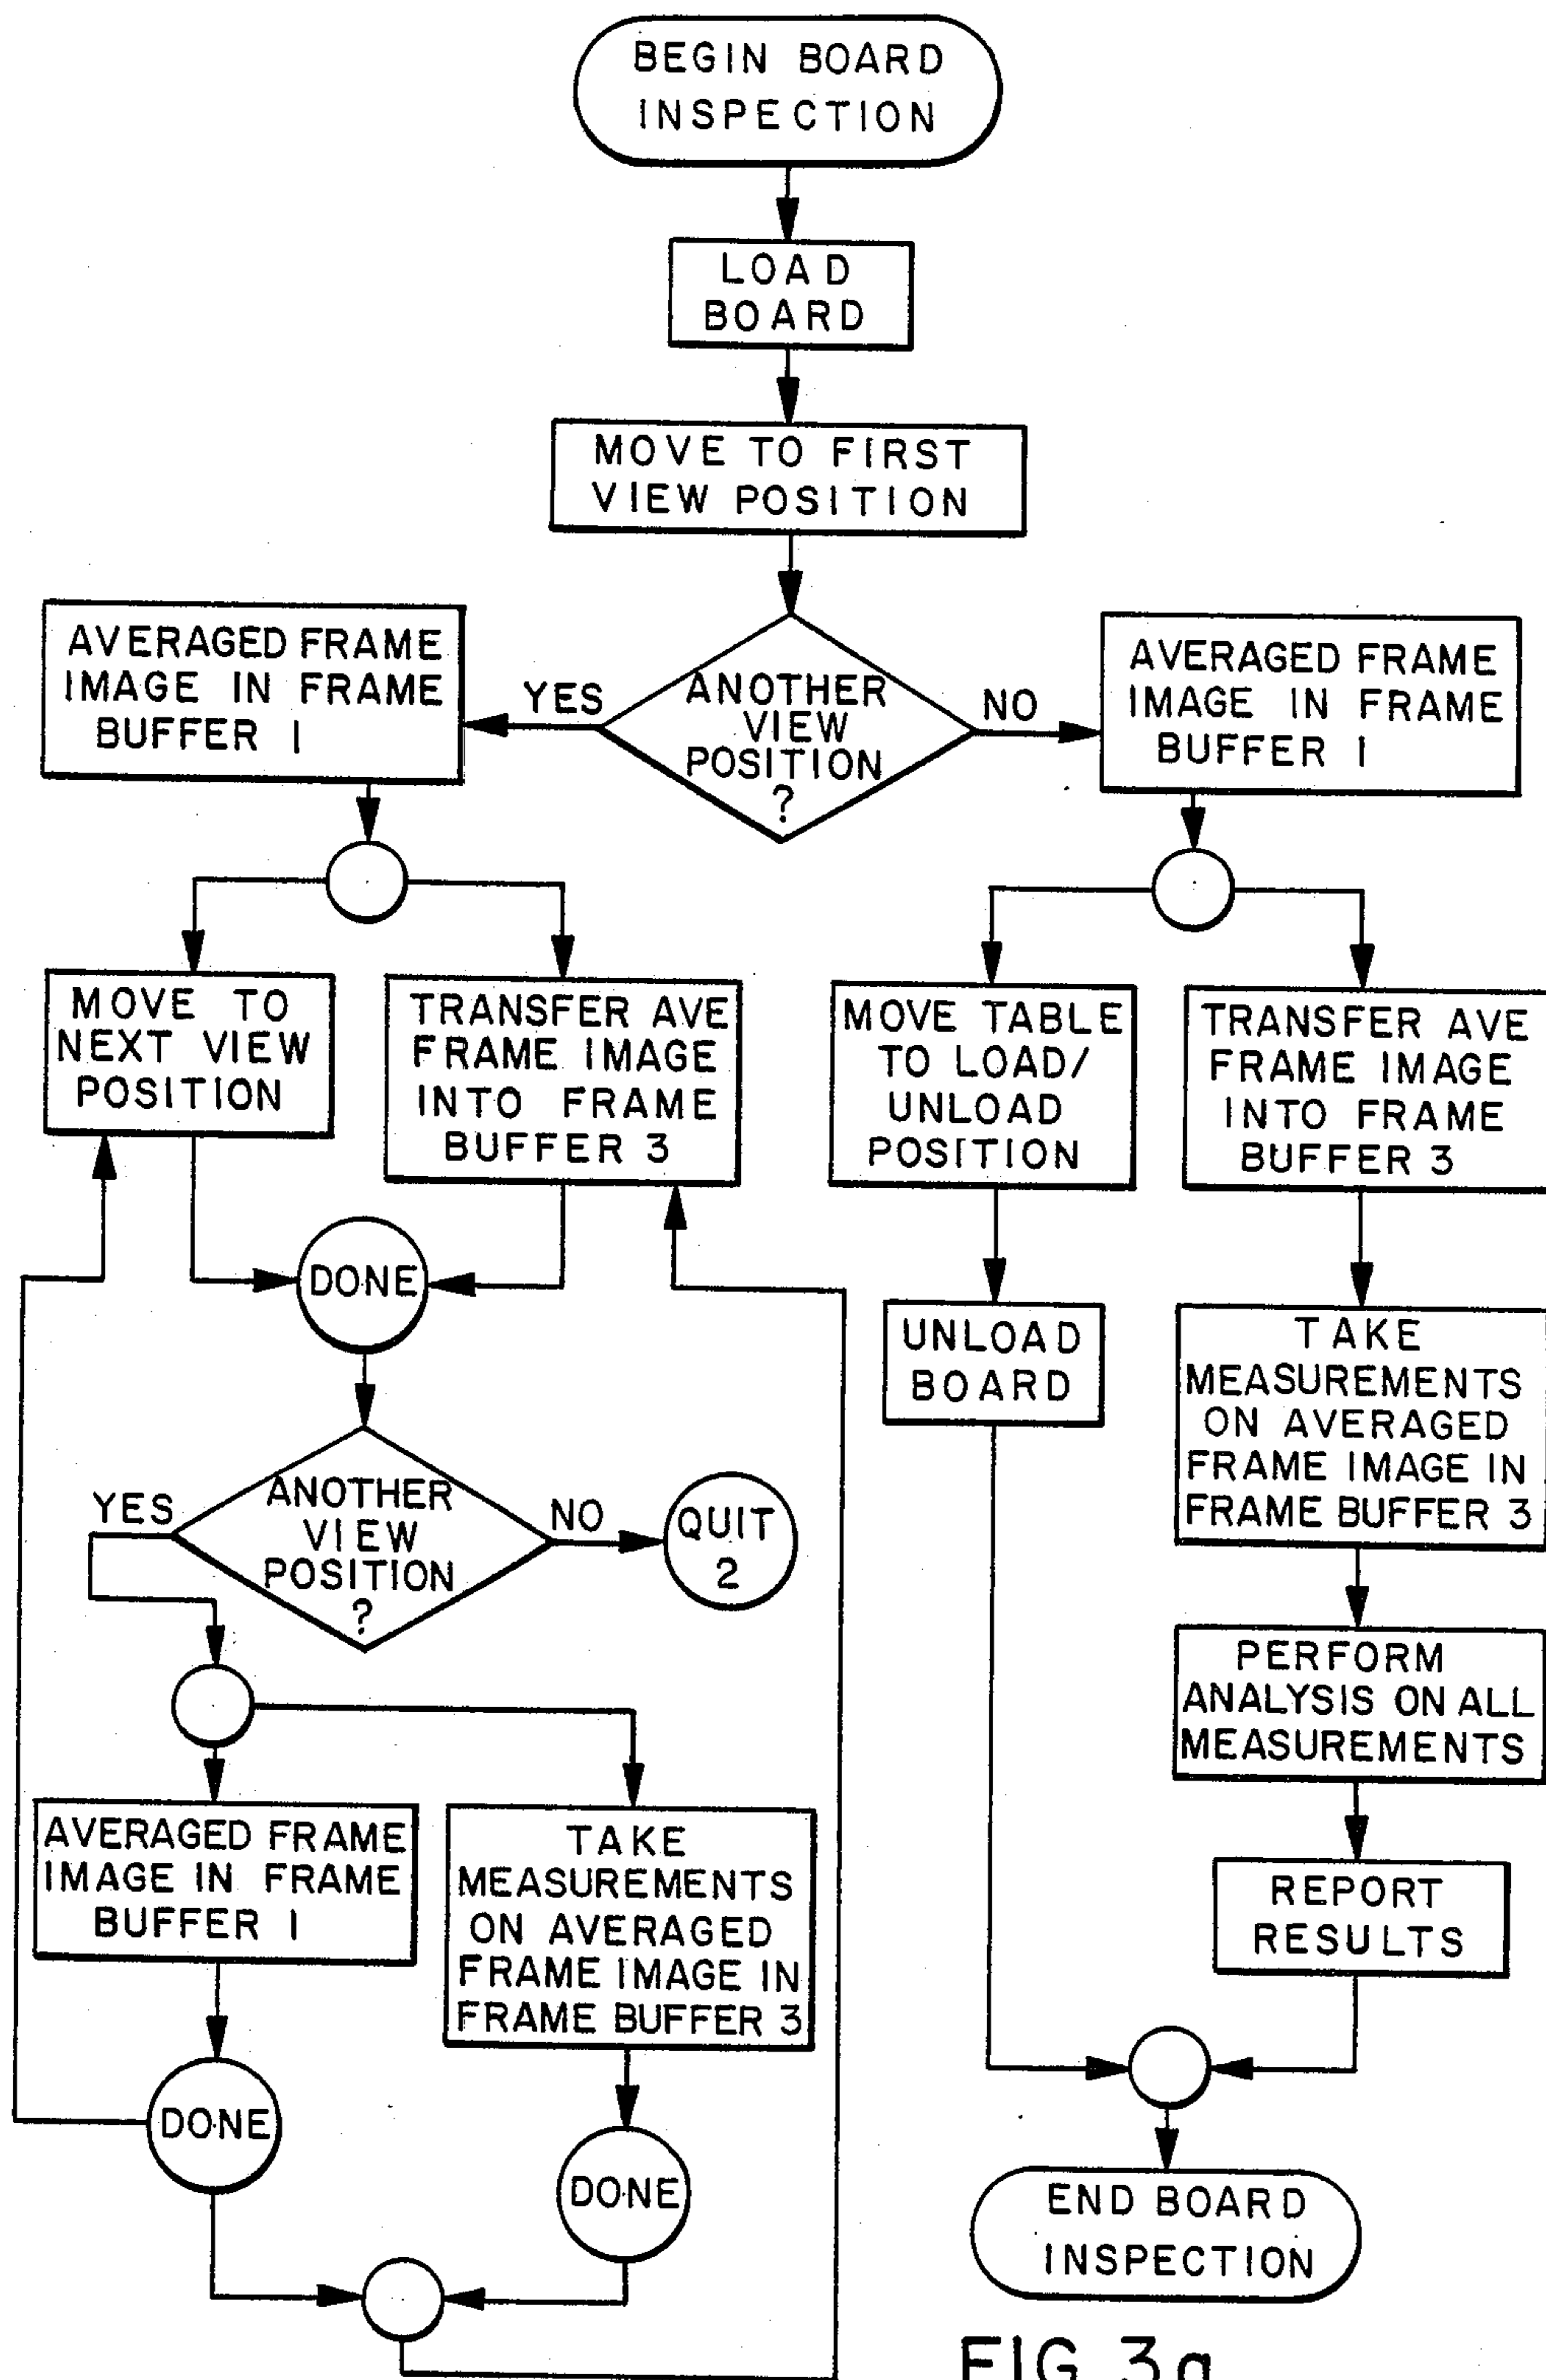 BEGIN BOARD
INSPECTION
LOAD
BOARD
MOVE TO FIRST
VIEW POSITION
AVERAGED FRAME
IMAGE IN FRAME
BUFFER 1
YES
ANOTHER
VIEW
POSITION
?
NO
AVERAGED FRAME
IMAGE IN FRAME
BUFFER 1
MOVE TO
NEXT VIEW
POSITION
TRANSFER AVE
FRAME IMAGE
INTO FRAME
BUFFER 3
MOVE TABLE
TO LOAD/
UNLOAD
POSITION
TRANSFER AVE
FRAME IMAGE
INTO FRAME
BUFFER 3
DONE
UNLOAD
BOARD
TAKE
MEASUREMENTS
ON AVERAGED
FRAME IMAGE IN
FRAME BUFFER 3
YES
ANOTHER
VIEW
POSITION
?
NO
QUIT
2
PERFORM
ANALYSIS ON ALL
MEASUREMENTS
AVERAGED FRAME
IMAGE IN FRAME
BUFFER 1
TAKE
MEASUREMENTS
ON AVERAGED
FRAME IMAGE IN
FRAME BUFFER 3
REPORT
RESULTS
DONE
DONE
END BOARD
INSPECTION
FIG. 3a